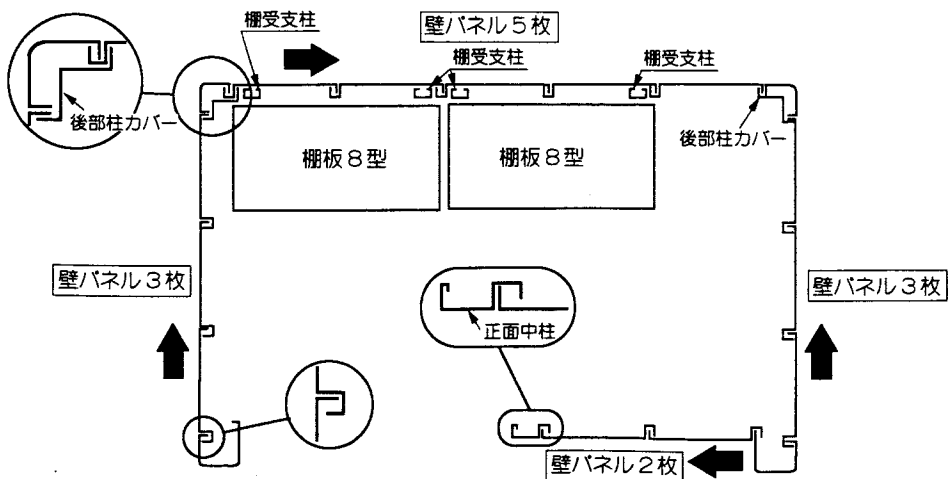 棚受支柱
壁パネル5枚
棚受支柱
棚受支柱
後部柱カバー
棚板8型
棚板8型
後部柱カバー
壁パネル3枚
正面中柱
壁パネル3枚
壁パネル2枚